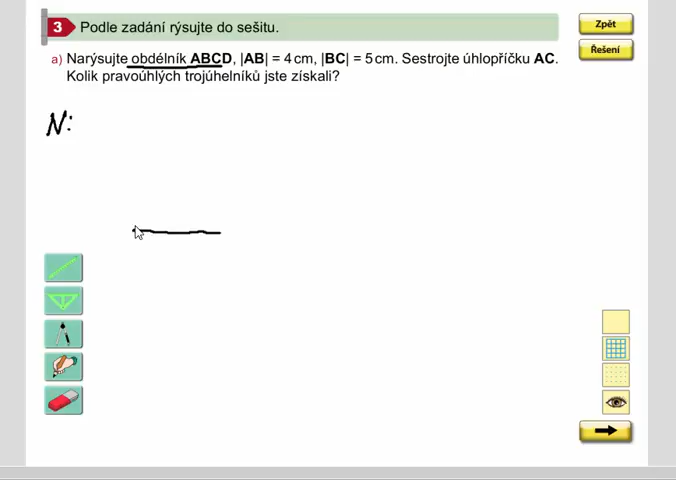 3 Podle zadání rýsujte do sešitu.
Zpět
Řešení
a) Narýsujte obdélník ABCD, |AB| = 4 cm, |BC| = 5 cm. Sestrojte úhlopříčku AC.
Kolik pravoúhlých trojúhelníků jste získali?
N: